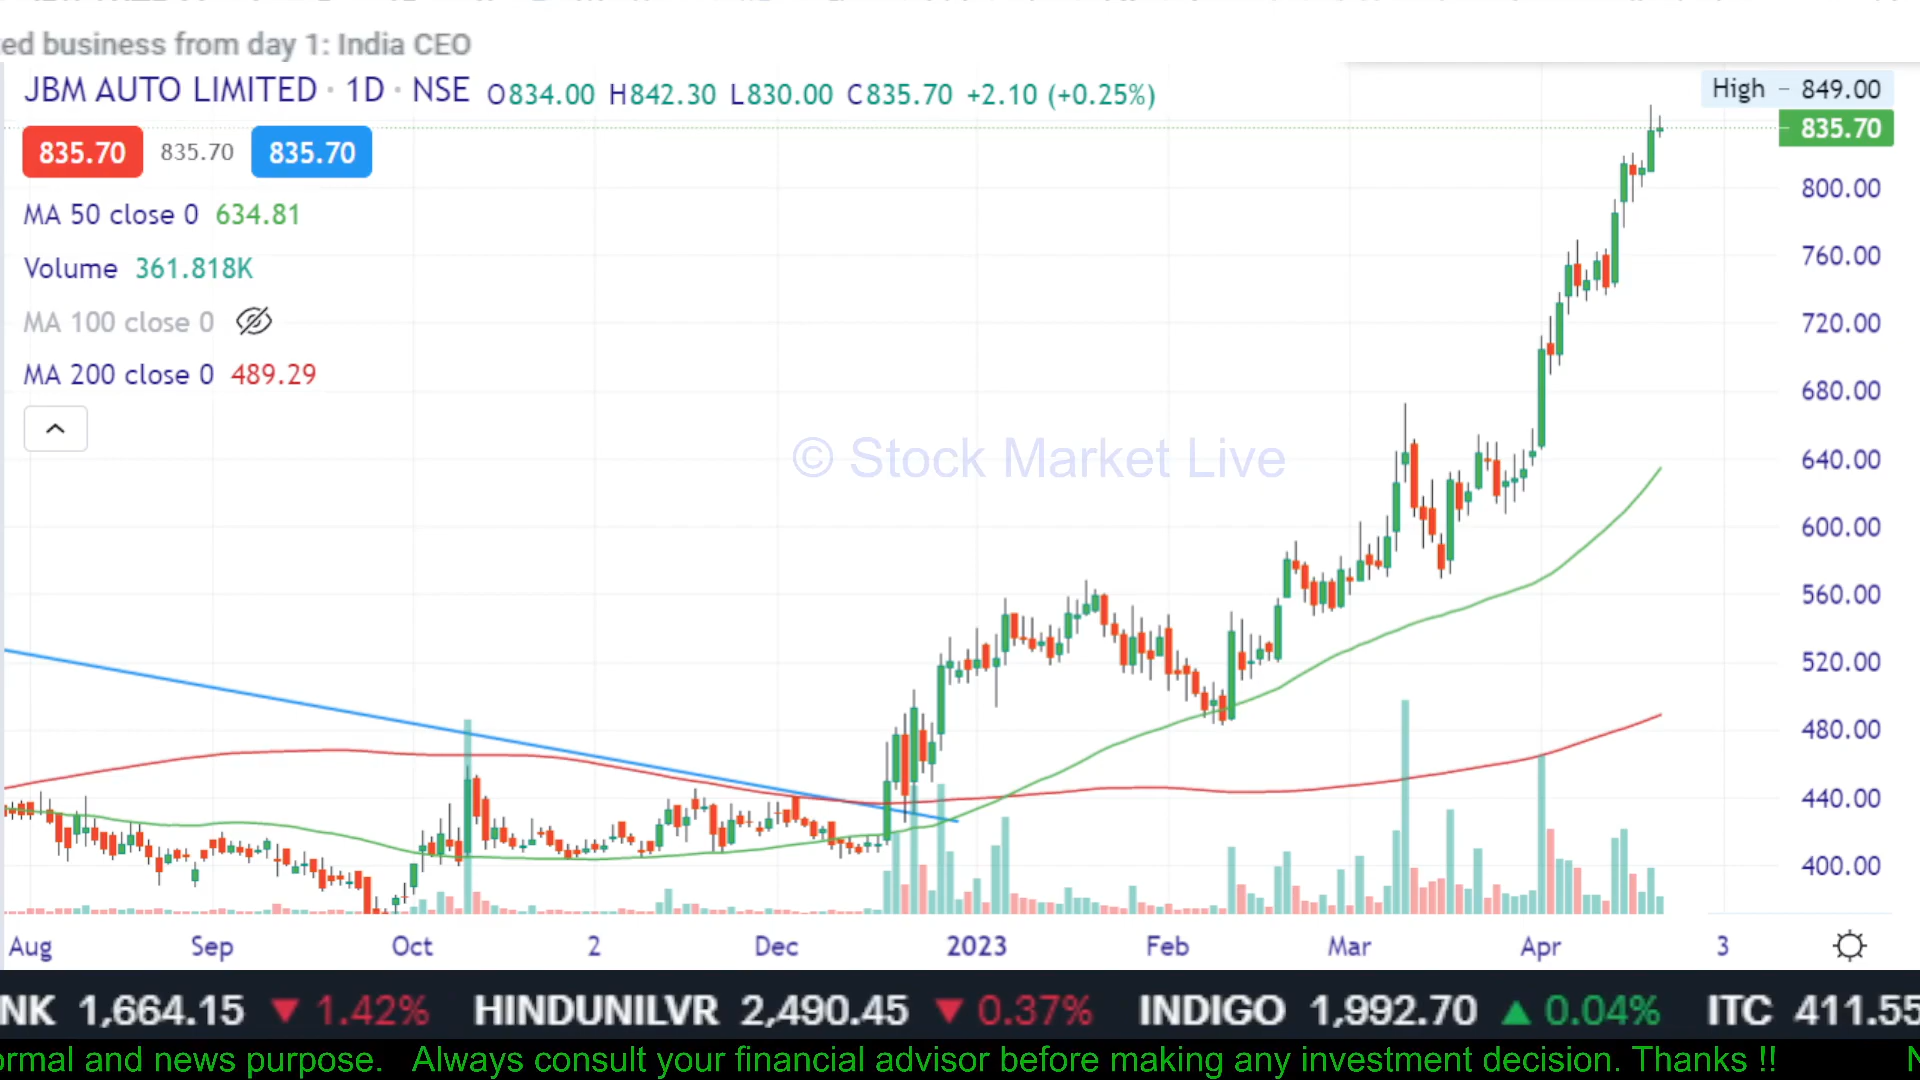 ed business from day 1: India CEO
JBM AUTO LIMITED · 1D · NSE O834.00 H842.30 L830.00 C835.70 +2.10 (+0.25%)
High 849.00
835.70
835.70 835.70 835.70
MA 50 close 0 634.81
Volume 361.818K
MA 100 close 0
MA 200 close 0 489.29
800.00
760.00
720.00
680.00
640.00
600.00
560.00
520.00
480.00
440.00
400.00
© Stock Market Live
Aug Sep Oct 2 Dec 2023 Feb Mar Apr 3
NK 1,664.15 ▼ 1.42% HINDUNILVR 2,490.45 ▼ 0.37% INDIGO 1,992.70 ▲ 0.04% ITC 411.55
ormal and news purpose. Always consult your financial advisor before making any investment decision. Thanks !! N